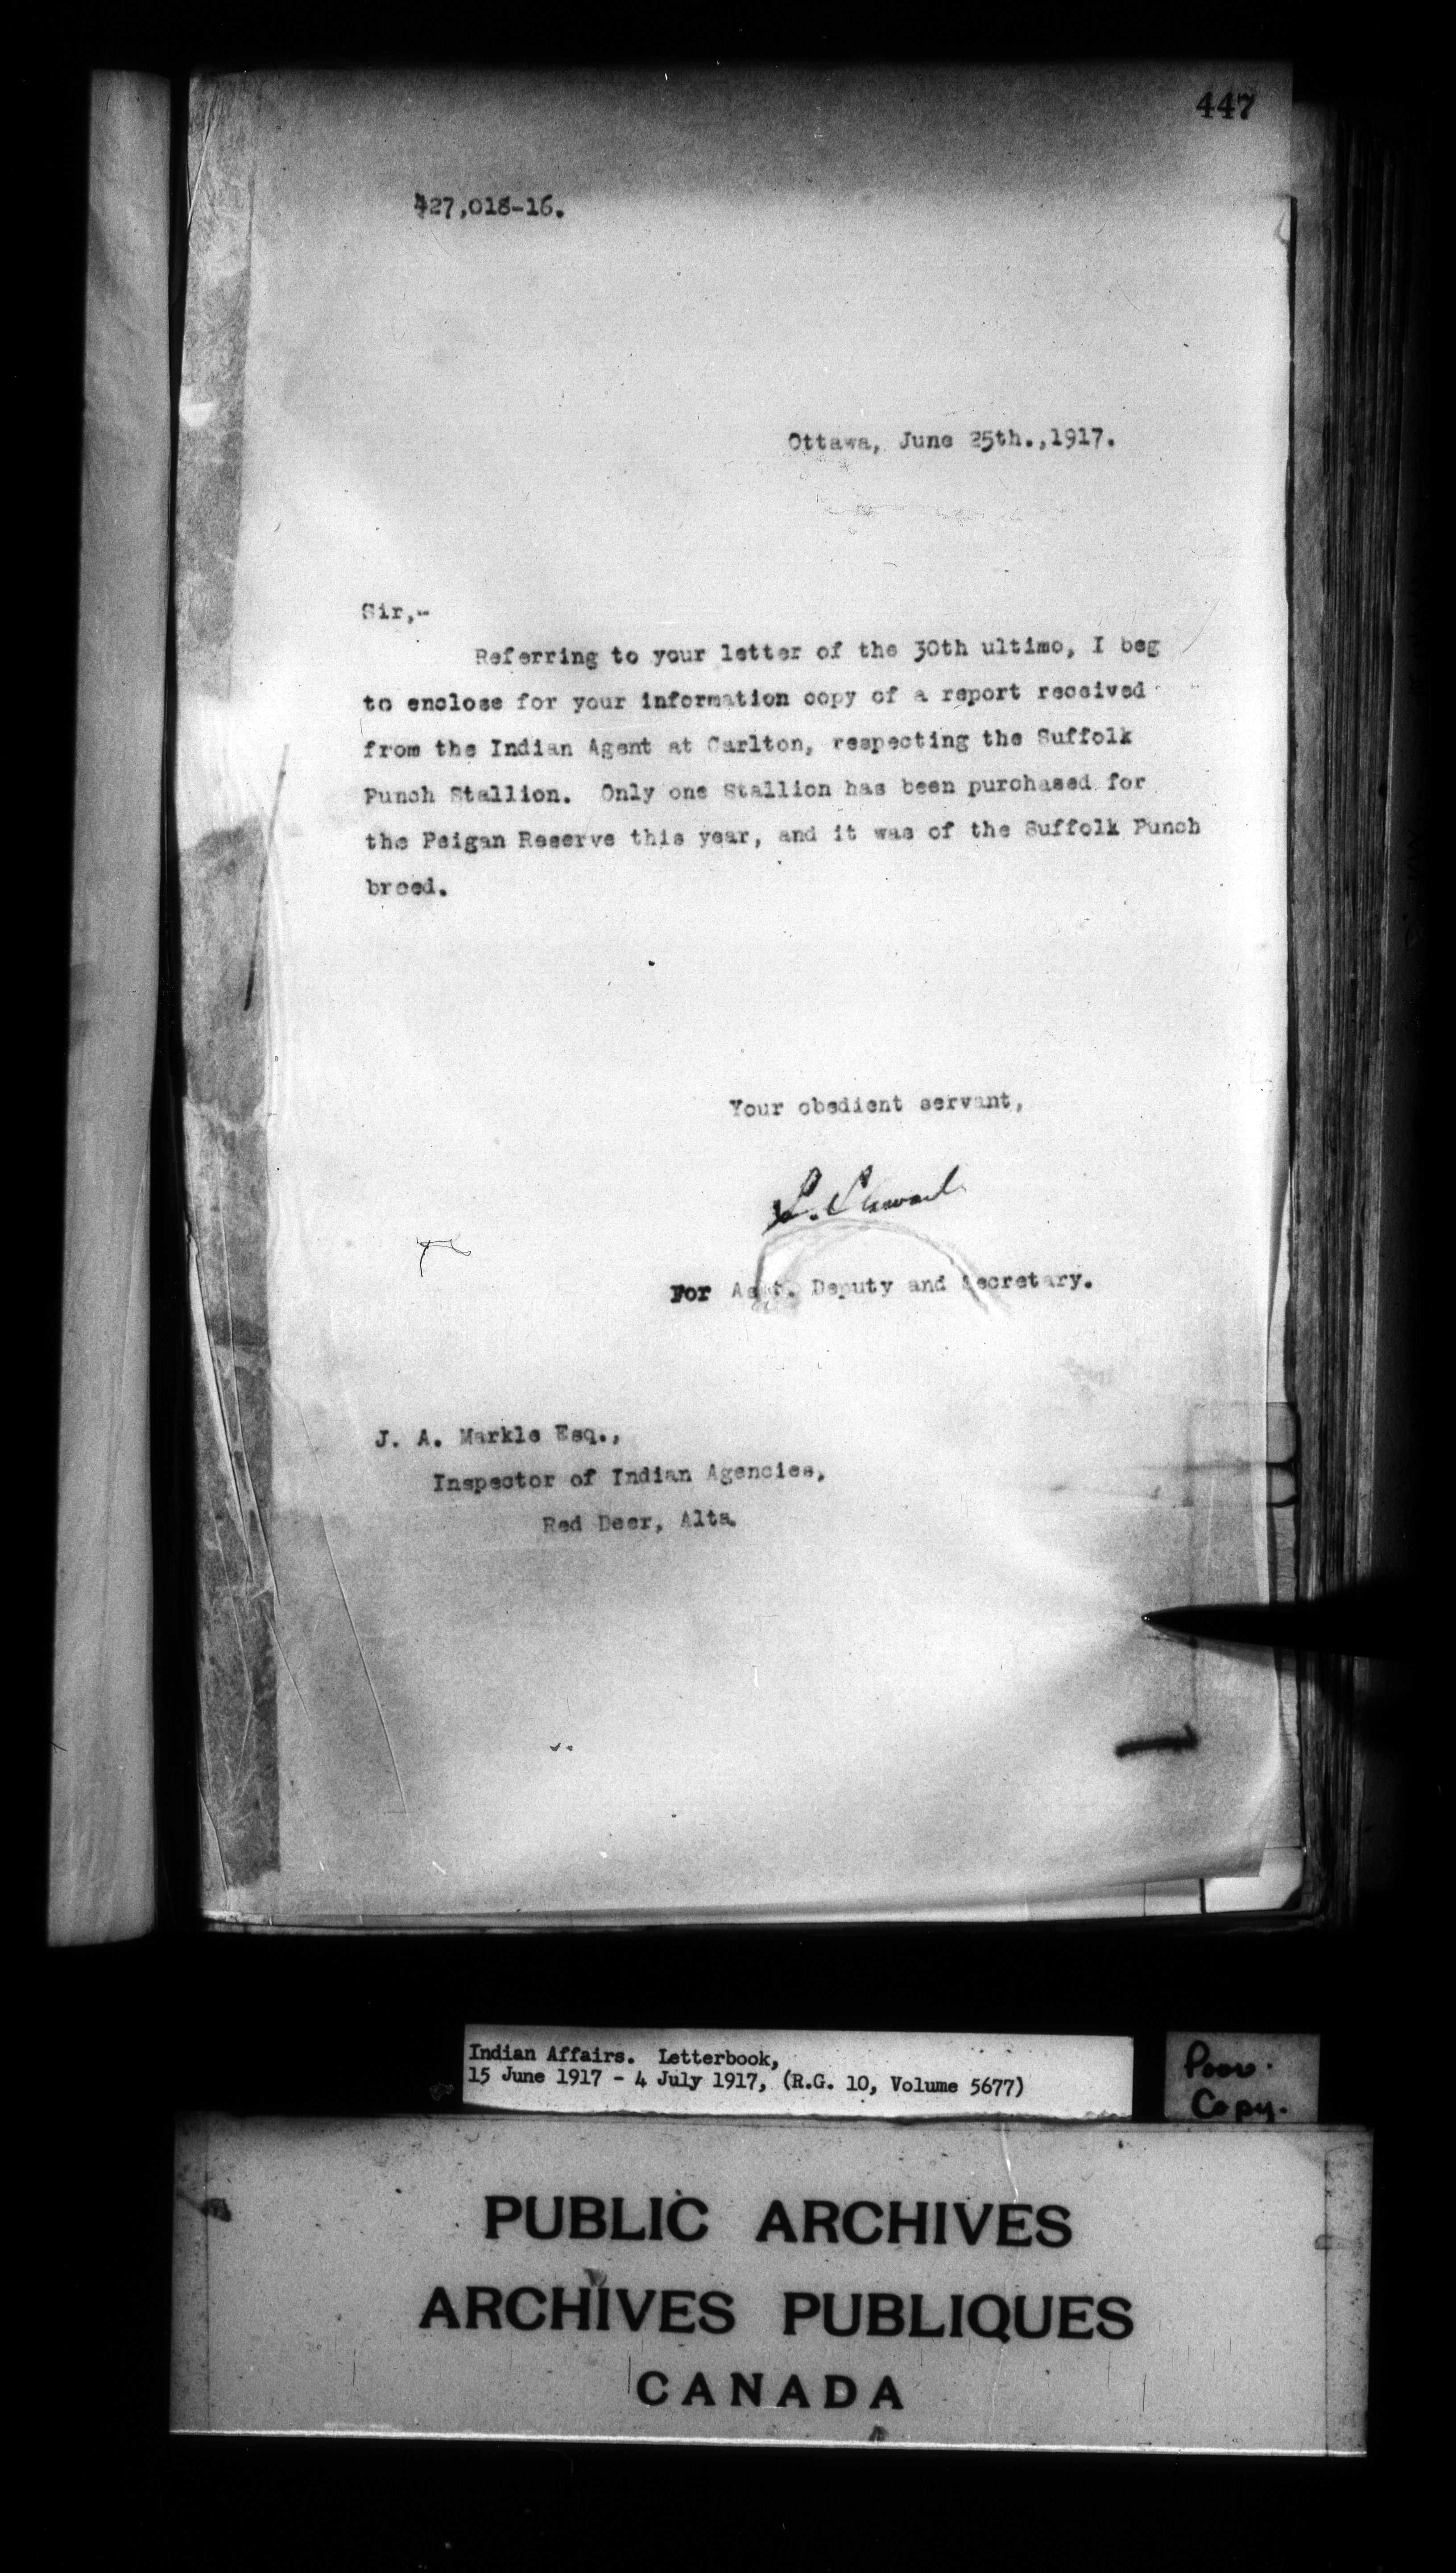 447
427,018-16.
Ottawa, June 25th.,1917.
Sir,-
Referring to your letter of the 30th ultimo, I beg
to enclose for your information copy of a report received
from the Indian Agent at Carlton, respecting the Suffolk
Punch Stallion. Only one Stallion has been purchased for
the Peigan Reserve this year, and it was of the Suffolk Punch
breed.
Your obedient servant,
For Asst. Deputy and Secretary.
J. A. Markle Esq.,
Inspector of Indian Agencies,
Red Deer, Alta.
Indian Affairs. Letterbook,
15 June 1917 - 4 July 1917, (R.G. 10, Volume 5677)
Poor
Copy.
PUBLIC ARCHIVES
ARCHIVES PUBLIQUES
CANADA